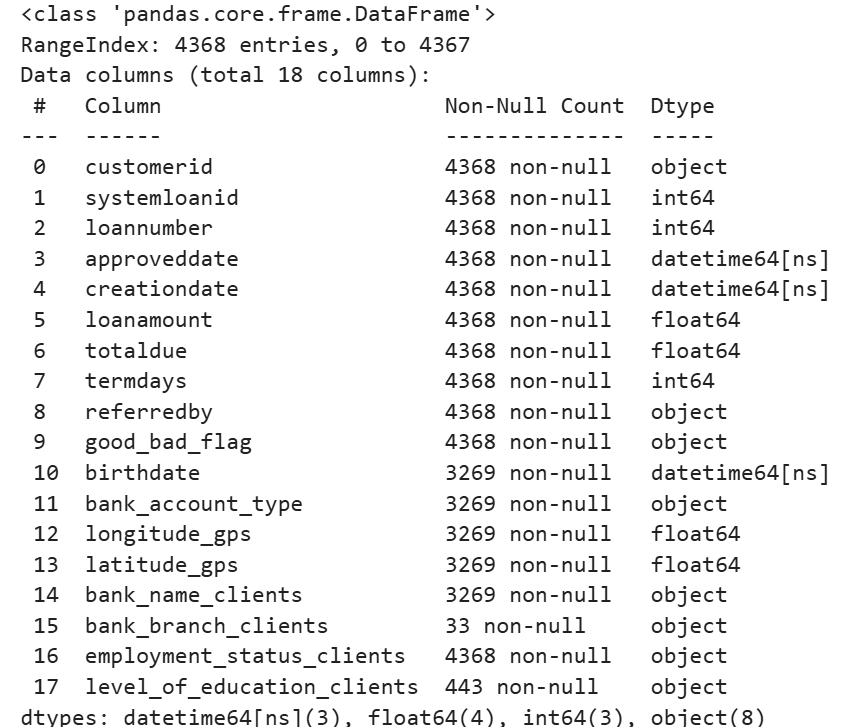 <class 'pandas.core.frame.DataFrame'>
RangeIndex: 4368 entries, 0 to 4367
Data columns (total 18 columns):
 #   Column                      Non-Null Count  Dtype
---  ------                      --------------  -----
 0   customerid                  4368 non-null   object
 1   systemloanid                4368 non-null   int64
 2   loannumber                  4368 non-null   int64
 3   approveddate                4368 non-null   datetime64[ns]
 4   creationdate                4368 non-null   datetime64[ns]
 5   loanamount                  4368 non-null   float64
 6   totaldue                    4368 non-null   float64
 7   termdays                    4368 non-null   int64
 8   referredby                  4368 non-null   object
 9   good_bad_flag               4368 non-null   object
 10  birthdate                   3269 non-null   datetime64[ns]
 11  bank_account_type           3269 non-null   object
 12  longitude_gps               3269 non-null   float64
 13  latitude_gps                3269 non-null   float64
 14  bank_name_clients           3269 non-null   object
 15  bank_branch_clients         33 non-null     object
 16  employment_status_clients   4368 non-null   object
 17  level_of_education_clients  443 non-null    object
dtypes: datetime64[ns](3), float64(4), int64(3), object(8)